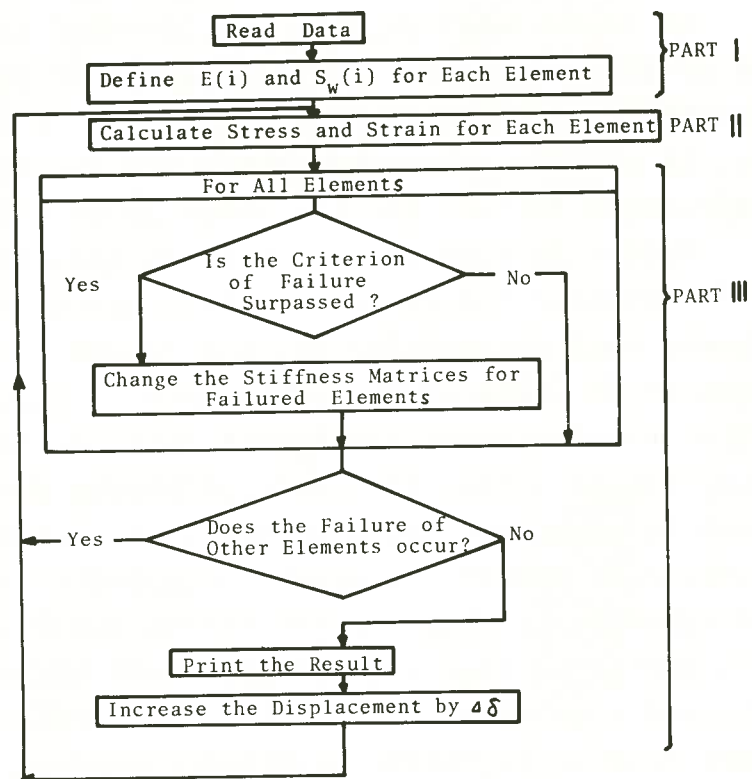 Read Data
PART I
Define E(i) and S_w(i) for Each Element
Calculate Stress and Strain for Each Element
PART II
For All Elements
Is the Criterion
of Failure
Surpassed ?
Yes
No
PART III
Change the Stiffness Matrices for
Failured Elements
Does the Failure of
Other Elements occur?
Yes
No
Print the Result
Increase the Displacement by Δδ